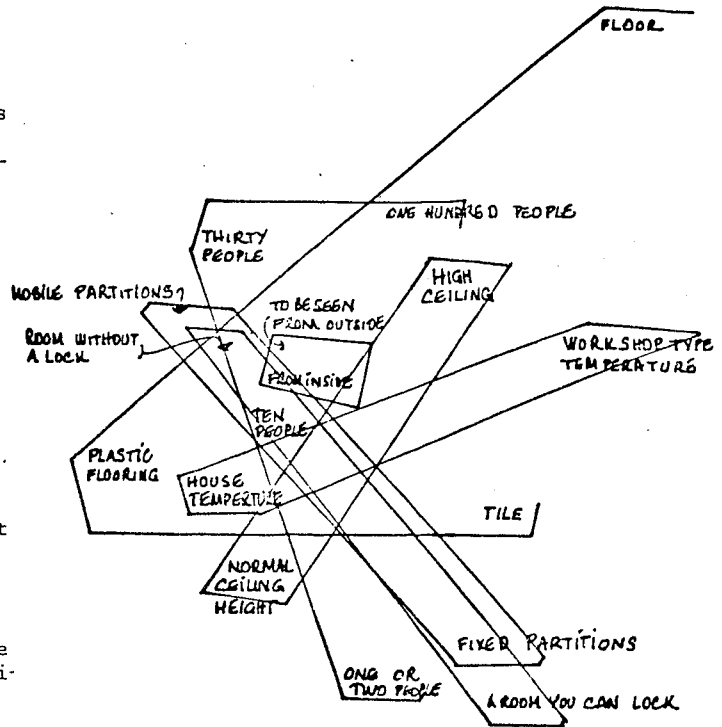 FLOOR
s
-
ONE HUNDRED PEOPLE
THIRTY
PEOPLE
HIGH
CEILING
MOBILE PARTITIONS
TO BE SEEN
FROM OUTSIDE
ROOM WITHOUT
A LOCK
WORKSHOP TYPE
TEMPERATURE
FROM INSIDE
TEN
PEOPLE
PLASTIC
FLOORING
.
HOUSE
TEMPERTURE
TILE
t
NORMAL
CEILING
HEIGHT
FIXED PARTITIONS
e
i-
ONE OR
TWO PEOPLE
A ROOM YOU CAN LOCK